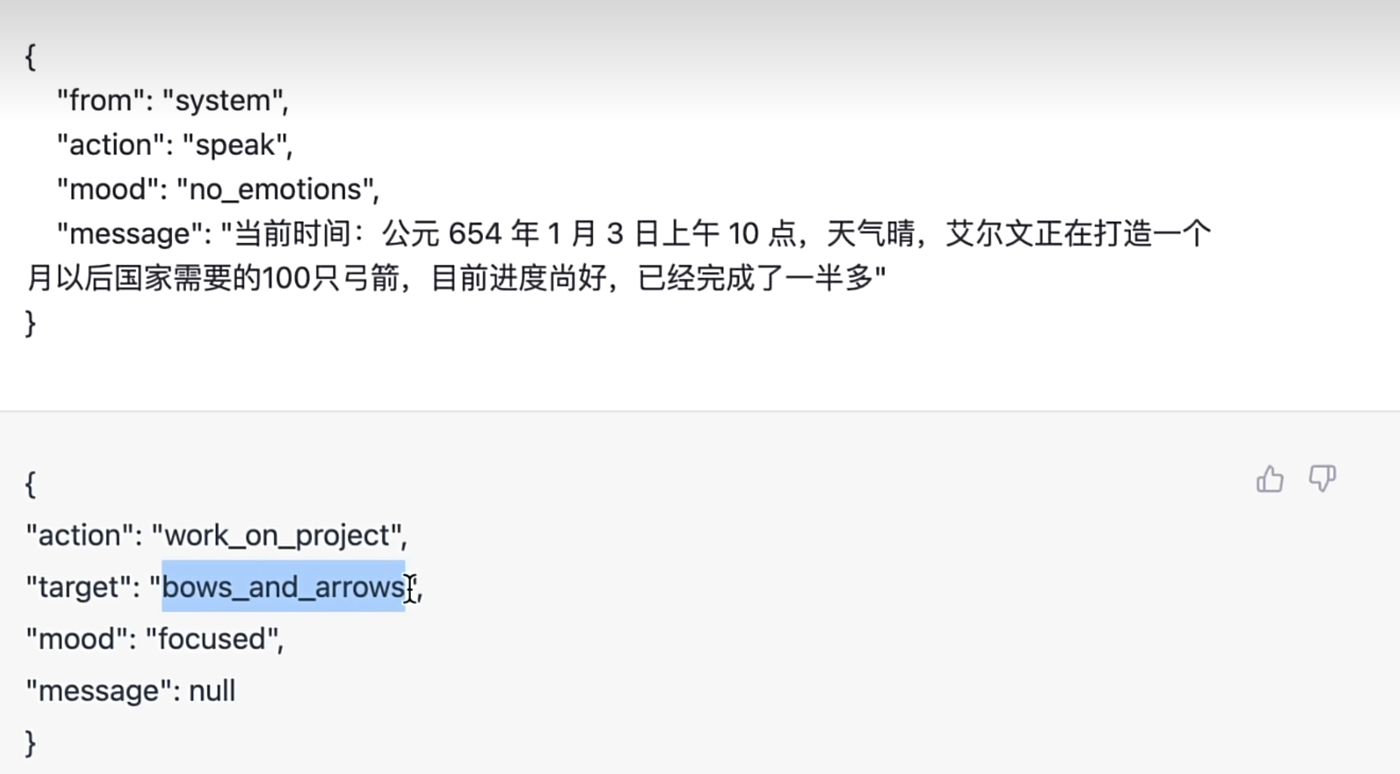 {
"from": "system",
"action": "speak",
"mood": "no_emotions",
"message": "当前时间：公元 654 年 1 月 3 日上午 10 点，天气晴，艾尔文正在打造一个
月以后国家需要的100只弓箭，目前进度尚好，已经完成了一半多"
}
{
"action": "work_on_project",
"target": "bows_and_arrows",
"mood": "focused",
"message": null
}